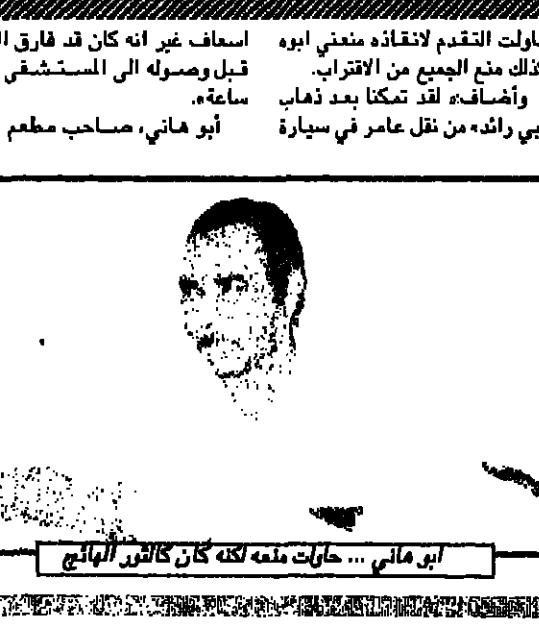 اولت التقدم لانقاذه منعني ابوه
كذلك منع الجميع من الاقتراب.
وأضاف» لقد تمكنا بعد ذهاب
بي رائد» من نقل عامر في سيارة
اسعاف غير انه كان قد فارق ال
قبل وصوله الى المستشفى
ساعة».
أبو هاني، صاحب مطعم
ابو هاني ... حاولت منعه لكنه كان كالثور الهائج